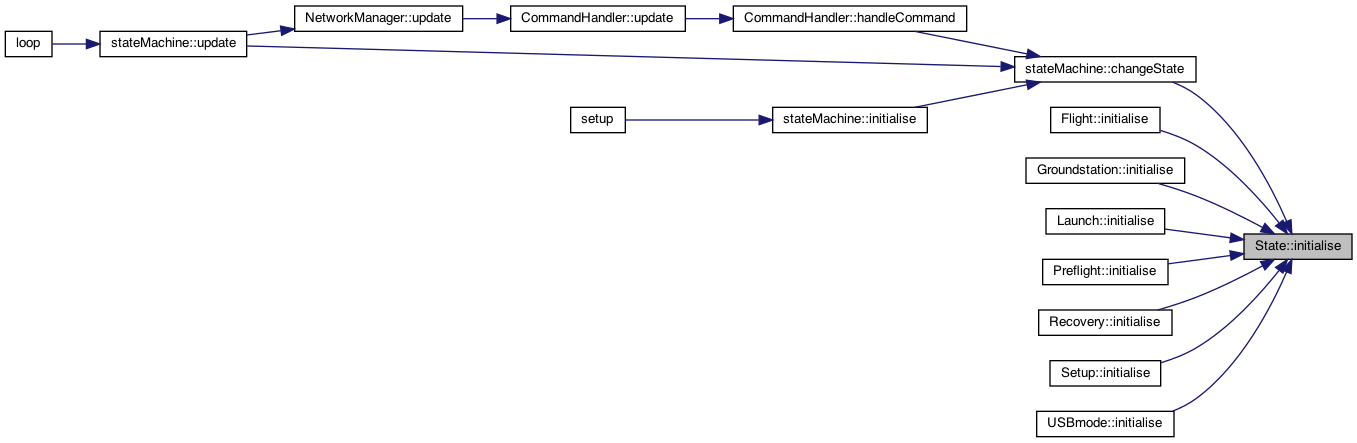 NetworkManager::update
CommandHandler::update
CommandHandler::handleCommand
loop
stateMachine::update
stateMachine::changeState
setup
stateMachine::initialise
Flight::initialise
Groundstation::initialise
Launch::initialise
State::initialise
Preflight::initialise
Recovery::initialise
Setup::initialise
USBmode::initialise